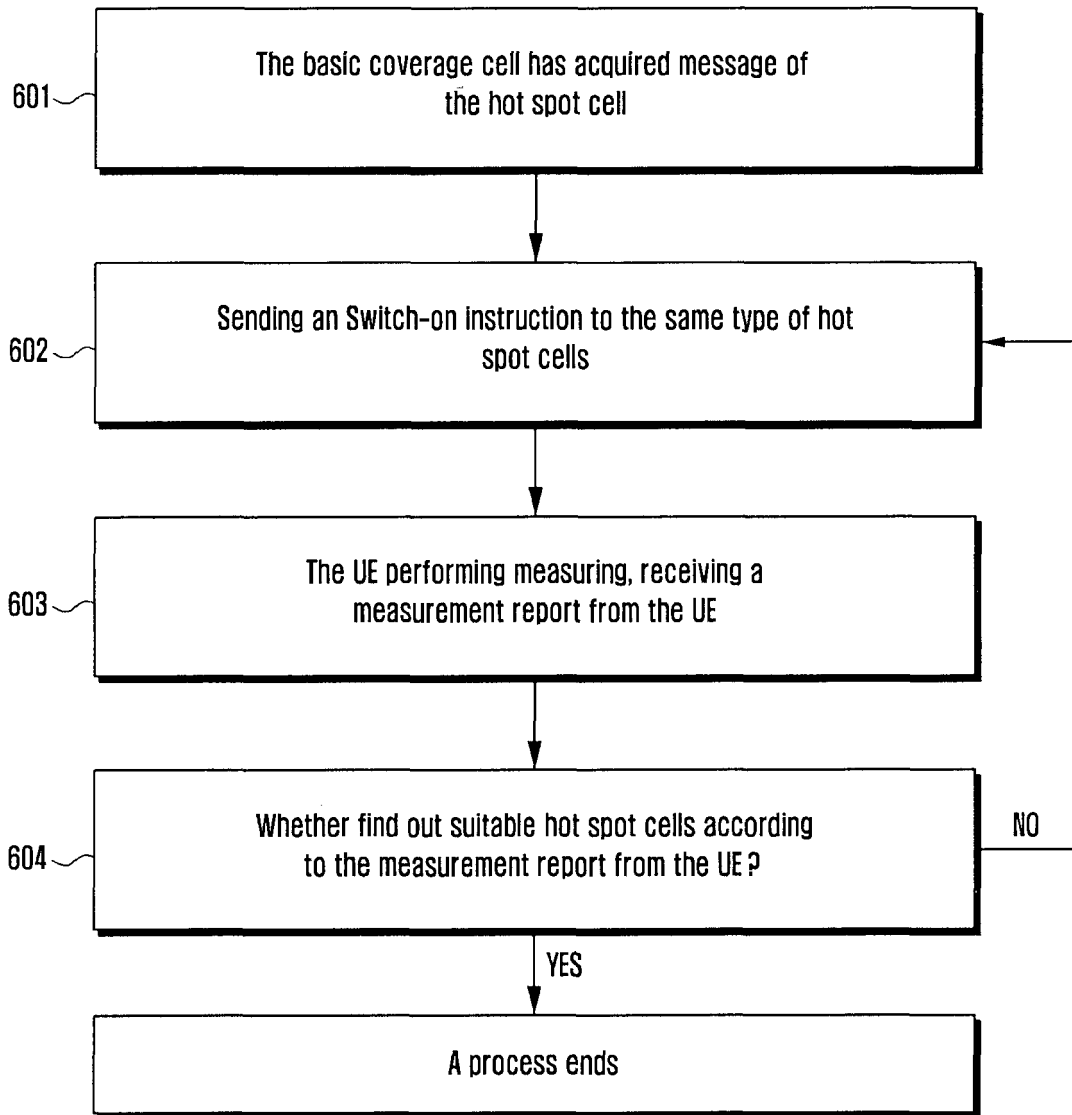 The basic coverage cell has acquired message of
the hot spot cell
601
Sending an Switch-on instruction to the same type of hot
spot cells
602
The UE performing measuring, receiving a
measurement report from the UE
603
Whether find out suitable hot spot cells according
to the measurement report from the UE?
604
NO
YES
A process ends